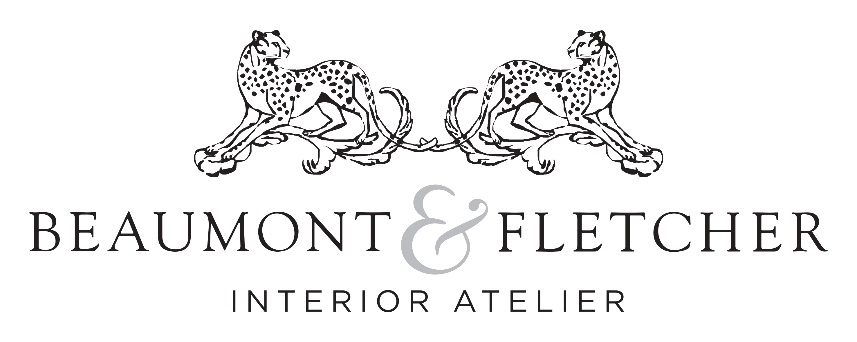 BEAUMONT & FLETCHER
INTERIOR ATELIER